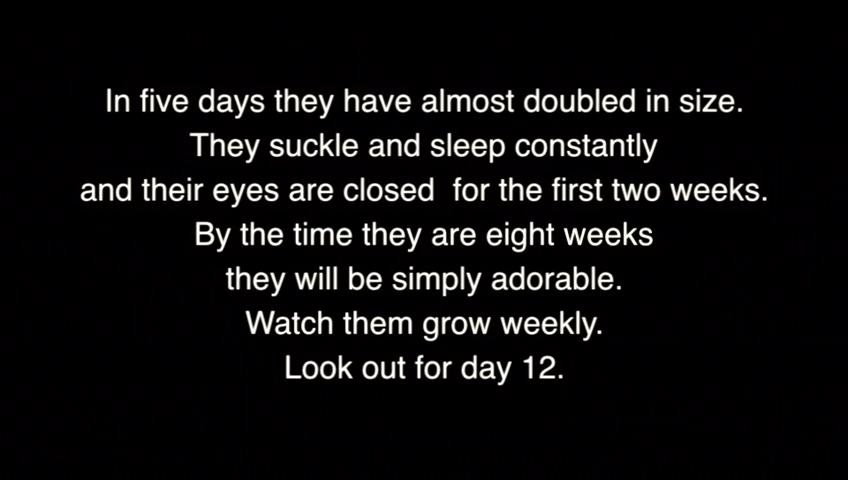 In five days they have almost doubled in size.
They suckle and sleep constantly
and their eyes are closed  for the first two weeks.
By the time they are eight weeks
they will be simply adorable.
Watch them grow weekly.
Look out for day 12.